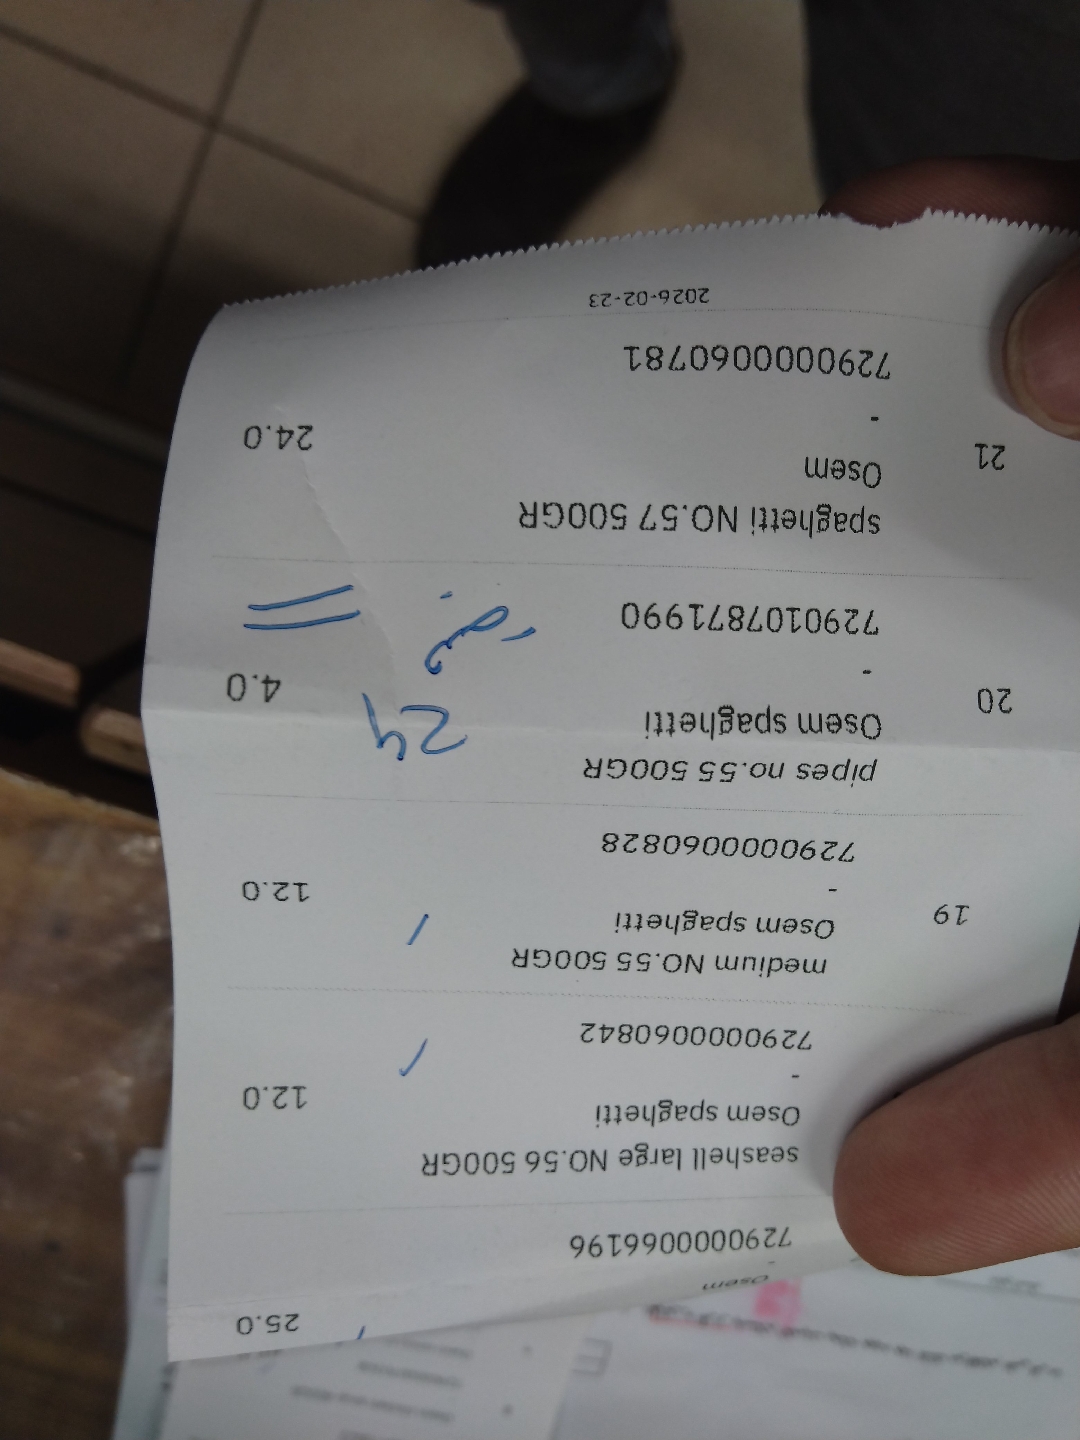 25.0
Osem
-
7290000066196
seashell large NO.56 500GR
Osem spaghetti
12.0
-
7290000060842
medium NO.55 500GR
19
Osem spaghetti
12.0
-
7290000060828
pipes no.55 500GR
Osem spaghetti
24
20
4.0
-
7290107871990
spaghetti NO.57 500GR
Osem
21
24.0
-
7290000060781
2026-02-23